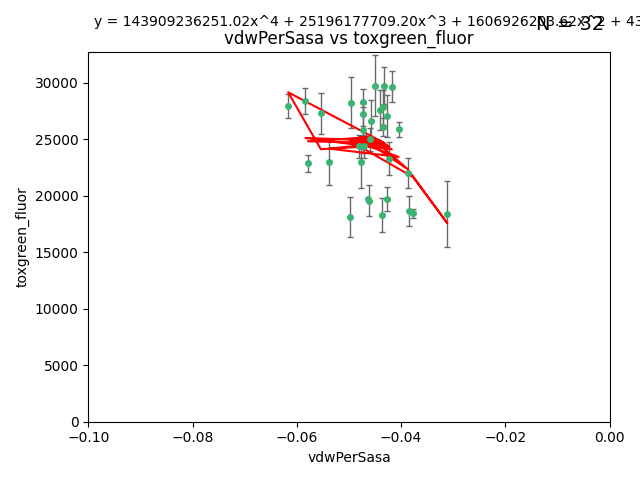 y = 143909236251.02x^4 + 25196177709.20x^3 + + 43
N = 32
vdwPerSasa vs toxgreen_fluor
30000
25000
20000
15000
10000
5000
0
toxgreen_fluor
−0.10 −0.08 −0.06 −0.04 −0.02 0.00
vdwPerSasa